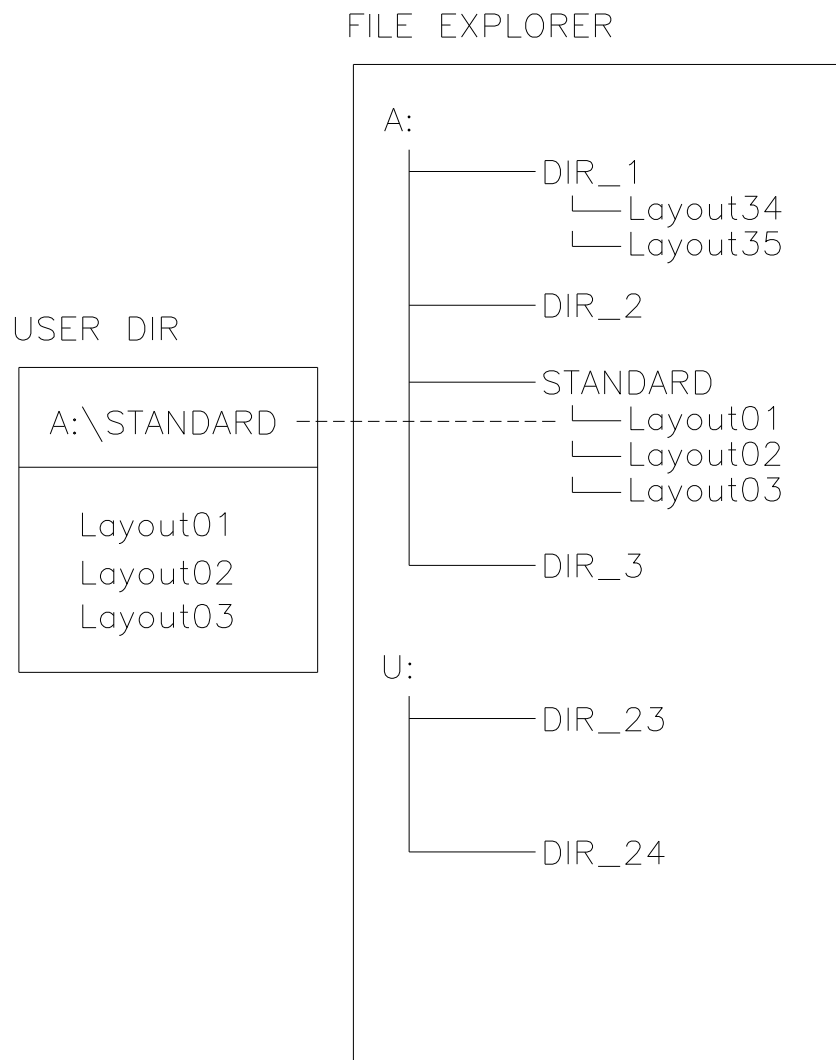 FILE EXPLORER
A:
DIR_1
Layout34
Layout35
DIR_2
STANDARD
Layout01
Layout02
Layout03
DIR_3
U:
DIR_23
DIR_24
USER DIR
A:\STANDARD
Layout01
Layout02
Layout03